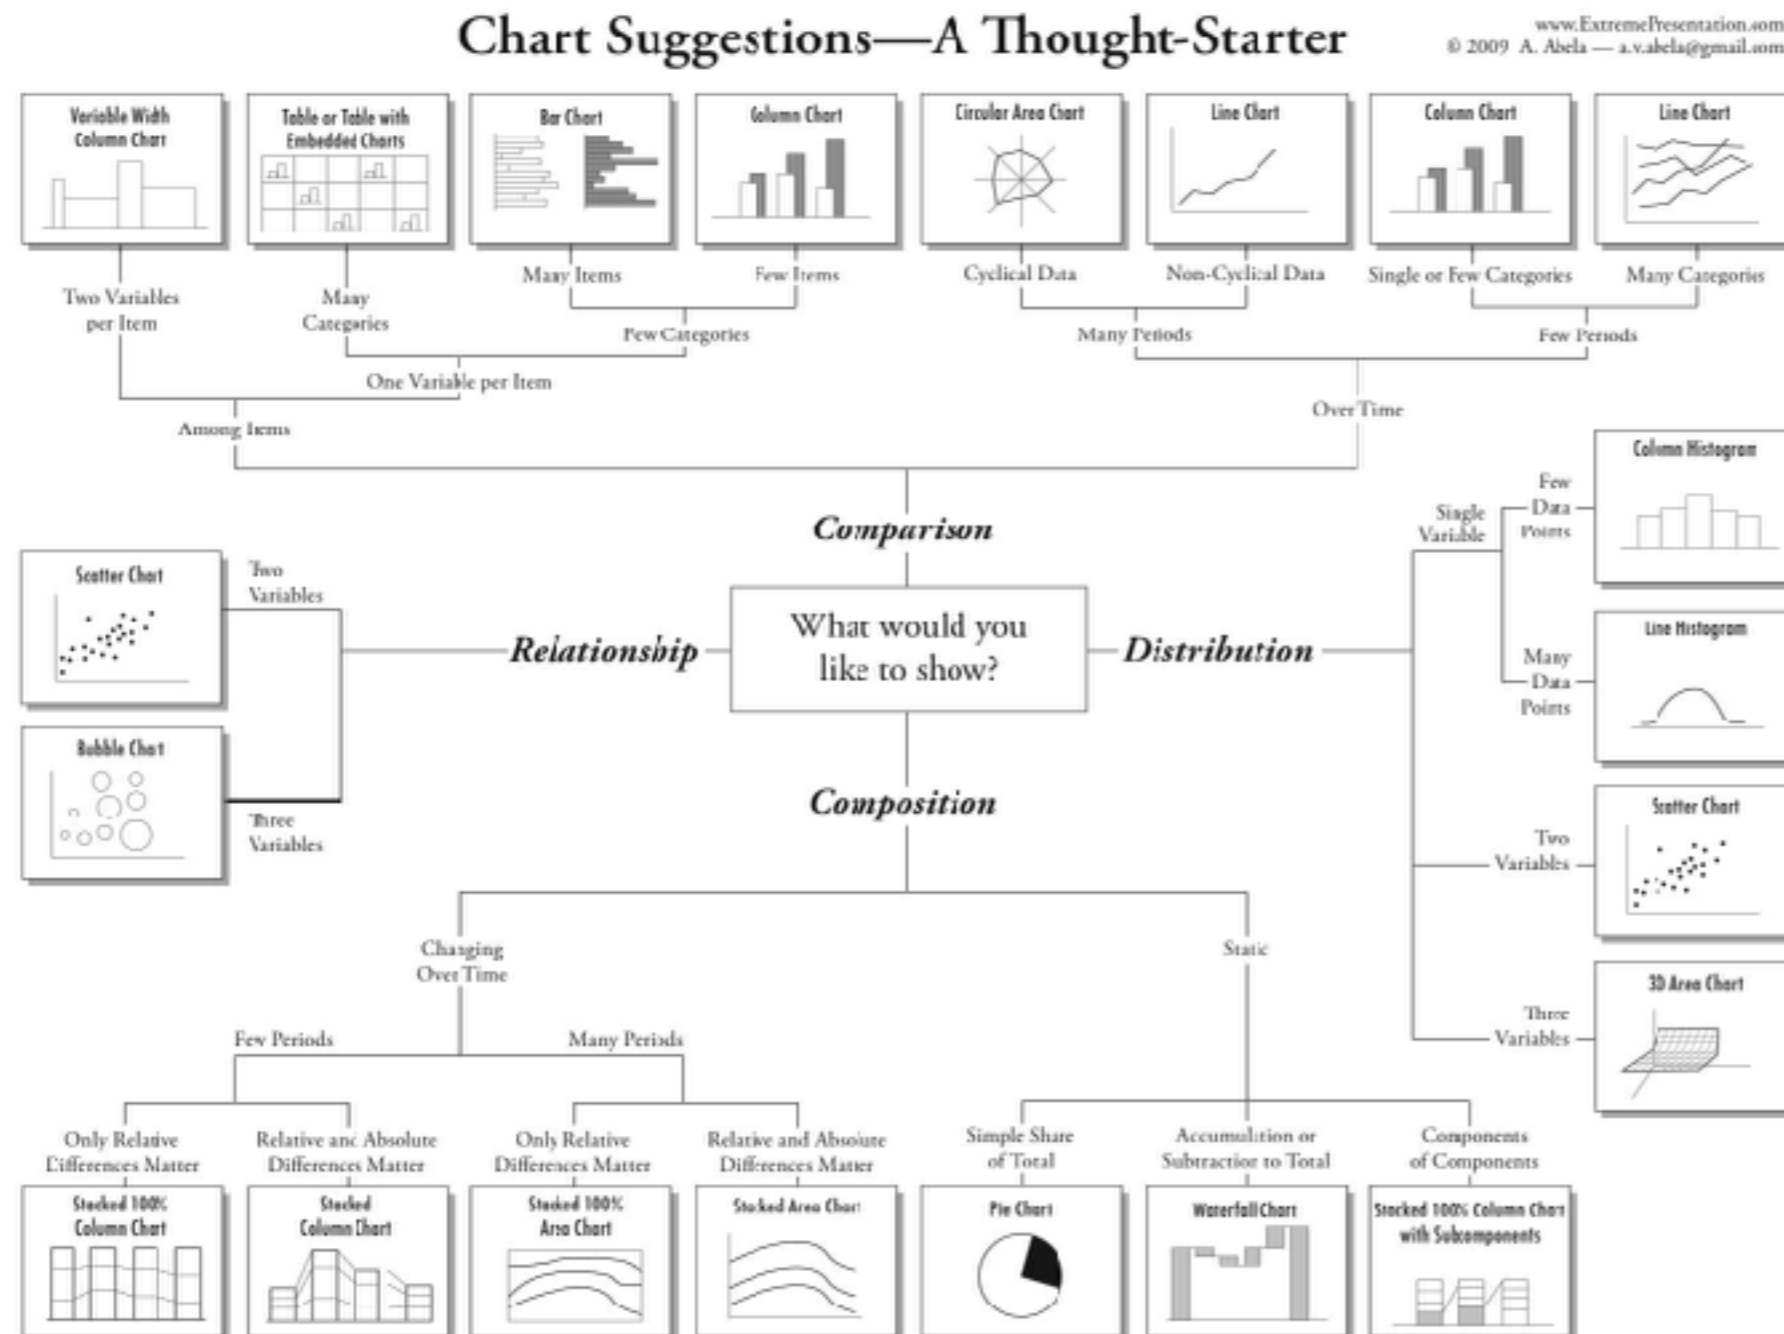 Chart Suggestions—A Thought-Starter
www.ExtremePresentation.com
© 2009 A. Abela — a.v.abela@gmail.com
Variable Width
Column Chart
Table or Table with
Embedded Charts
Bar Chart
Column Chart
Circular Area Chart
Line Chart
Column Chart
Line Chart
Two Variables
per Item
Many
Categories
Many Items
Few Items
Cyclical Data
Non-Cyclical Data
Single or Few Categories
Many Categories
Few Categories
Many Periods
Few Periods
One Variable per Item
Over Time
Among Items
Comparison
What would you
like to show?
Relationship
Two
Variables
Scatter Chart
Bubble Chart
Three
Variables
Distribution
Single
Variable
Few
Data
Points
Column Histogram
Many
Data
Points
Line Histogram
Two
Variables
Scatter Chart
Three
Variables
3D Area Chart
Composition
Changing
Over Time
Static
Few Periods
Many Periods
Only Relative
Differences Matter
Relative and Absolute
Differences Matter
Only Relative
Differences Matter
Relative and Absolute
Differences Matter
Simple Share
of Total
Accumulation or
Subtraction to Total
Components
of Components
Stacked 100%
Column Chart
Stacked
Column Chart
Stacked 100%
Area Chart
Stacked Area Chart
Pie Chart
Waterfall Chart
Stacked 100% Column Chart
with Subcomponents